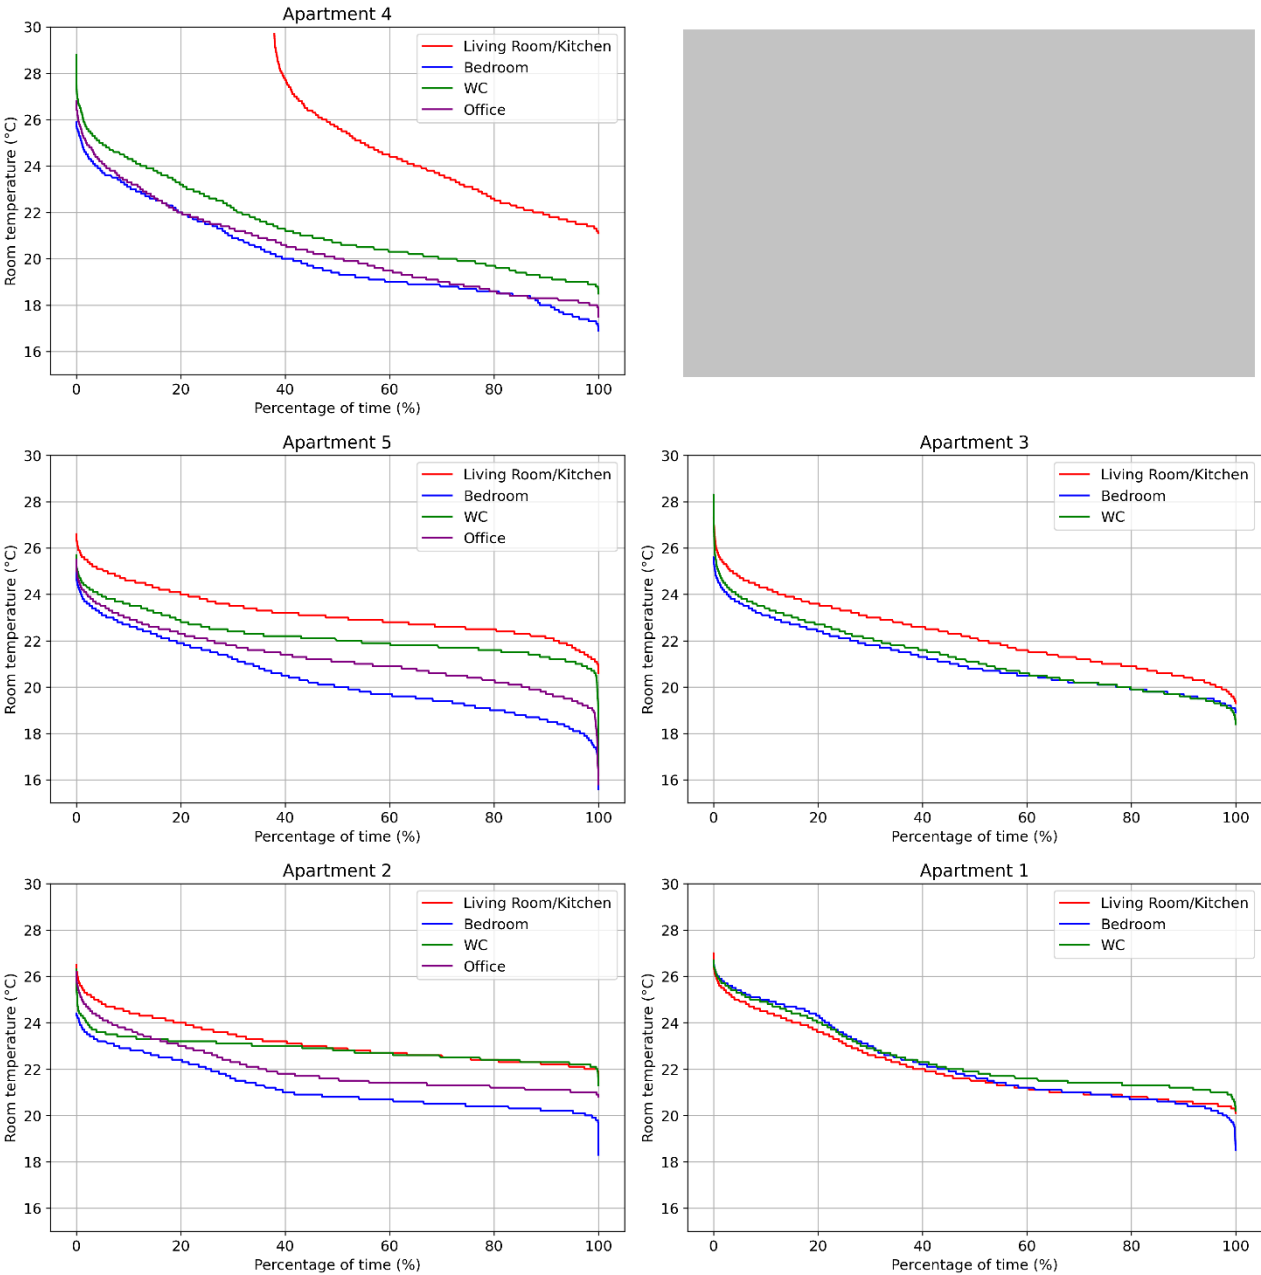 Apartment 4
30
28
26
24
22
20
18
16
Room temperature (°C)
Living Room/Kitchen
Bedroom
WC
Office
0 20 40 60 80 100
Percentage of time (%)
Apartment 5
30
28
26
24
22
20
18
16
Room temperature (°C)
Living Room/Kitchen
Bedroom
WC
Office
0 20 40 60 80 100
Percentage of time (%)
Apartment 3
30
28
26
24
22
20
18
16
Room temperature (°C)
Living Room/Kitchen
Bedroom
WC
0 20 40 60 80 100
Percentage of time (%)
Apartment 2
30
28
26
24
22
20
18
16
Room temperature (°C)
Living Room/Kitchen
Bedroom
WC
Office
0 20 40 60 80 100
Percentage of time (%)
Apartment 1
30
28
26
24
22
20
18
16
Room temperature (°C)
Living Room/Kitchen
Bedroom
WC
0 20 40 60 80 100
Percentage of time (%)